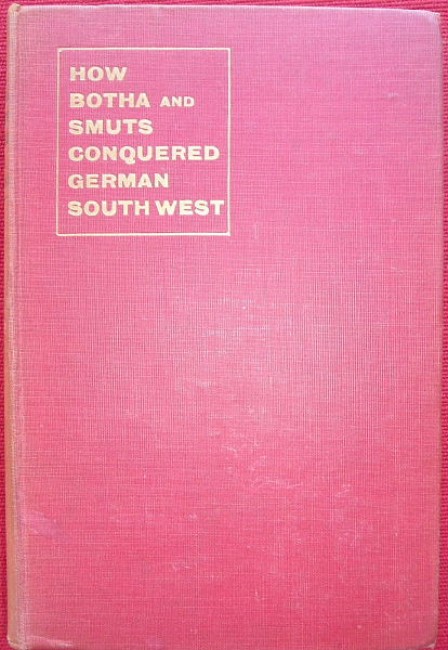 HOW
BOTHA AND
SMUTS
CONQUERED
GERMAN
SOUTH WEST